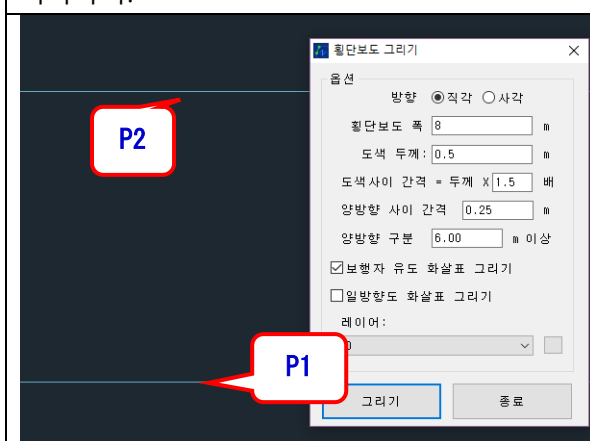 횡단보도 그리기
옵션
방향 직각 사각
횡단보도 폭 8 m
도색 두께: 0.5 m
도색사이 간격 = 두께 X 1.5 배
양방향 사이 간격 0.25 m
양방향 구분 6.00 m 이상
보행자 유도 화살표 그리기
일방향도 화살표 그리기
레이어:
그리기 종료
P2
P1